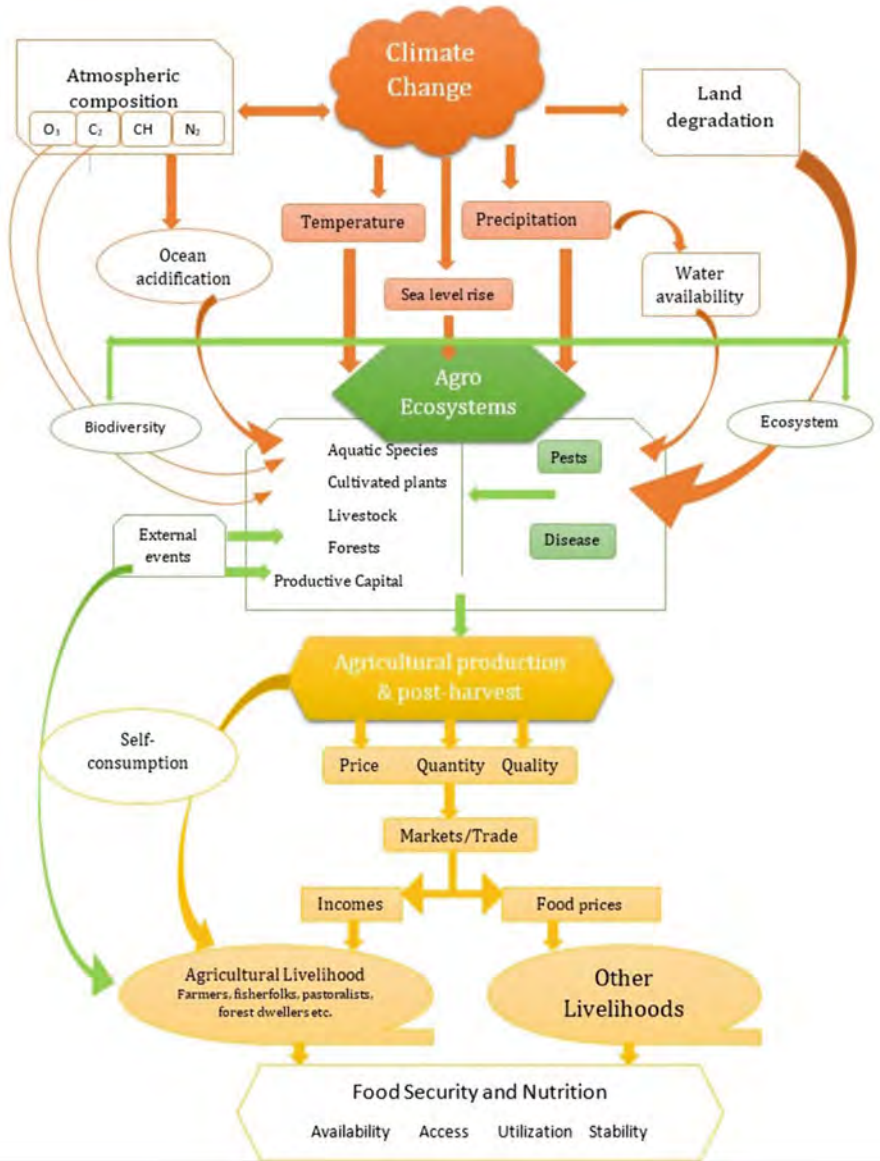 Climate
Change
Atmospheric
composition
O₃ C₂ CH N₂
Land
degradation
Temperature
Precipitation
Ocean
acidification
Sea level rise
Water
availability
Agro
Ecosystems
Biodiversity
Ecosystem
Aquatic Species
Pests
Cultivated plants
Livestock
External
events
Forests
Disease
Productive Capital
Agricultural production
& post-harvest
Self-
consumption
Price Quantity Quality
Markets/Trade
Incomes
Food prices
Agricultural Livelihood
Farmers, fisherfolks, pastoralists,
forest dwellers etc.
Other
Livelihoods
Food Security and Nutrition
Availability Access Utilization Stability